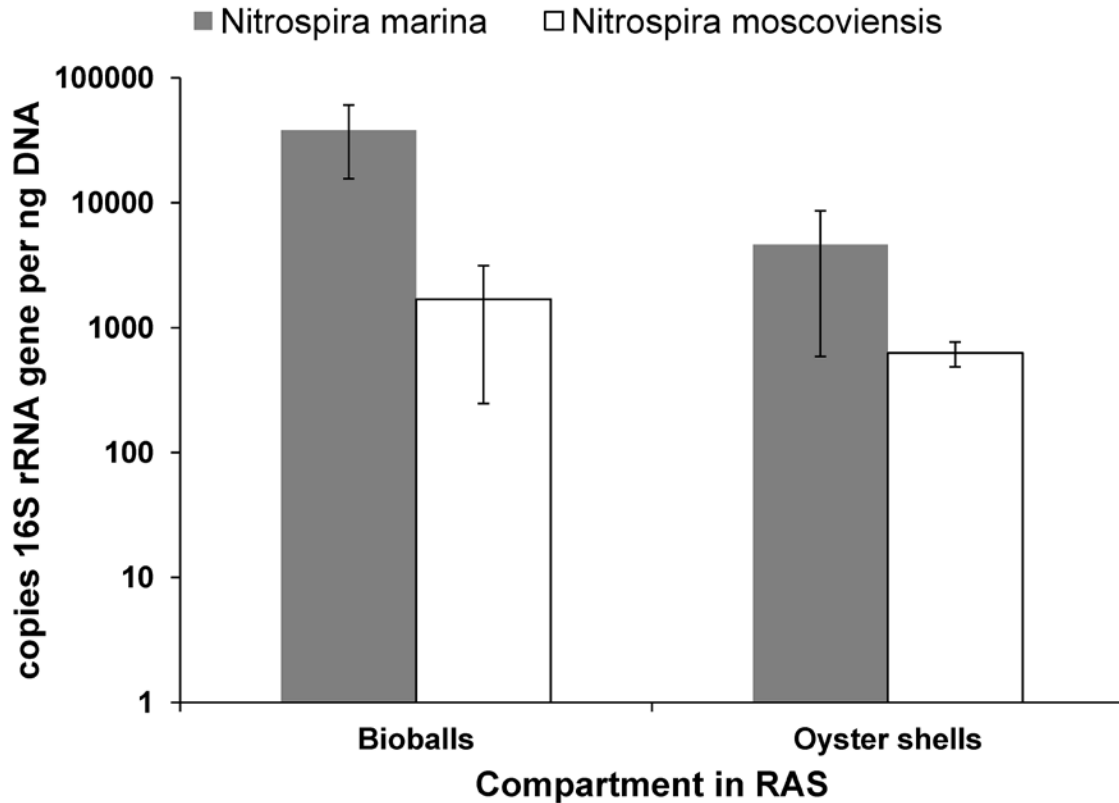 Nitrospira marina Nitrospira moscoviensis
copies 16S rRNA gene per ng DNA
100000
10000
1000
100
10
1
Bioballs Oyster shells
Compartment in RAS